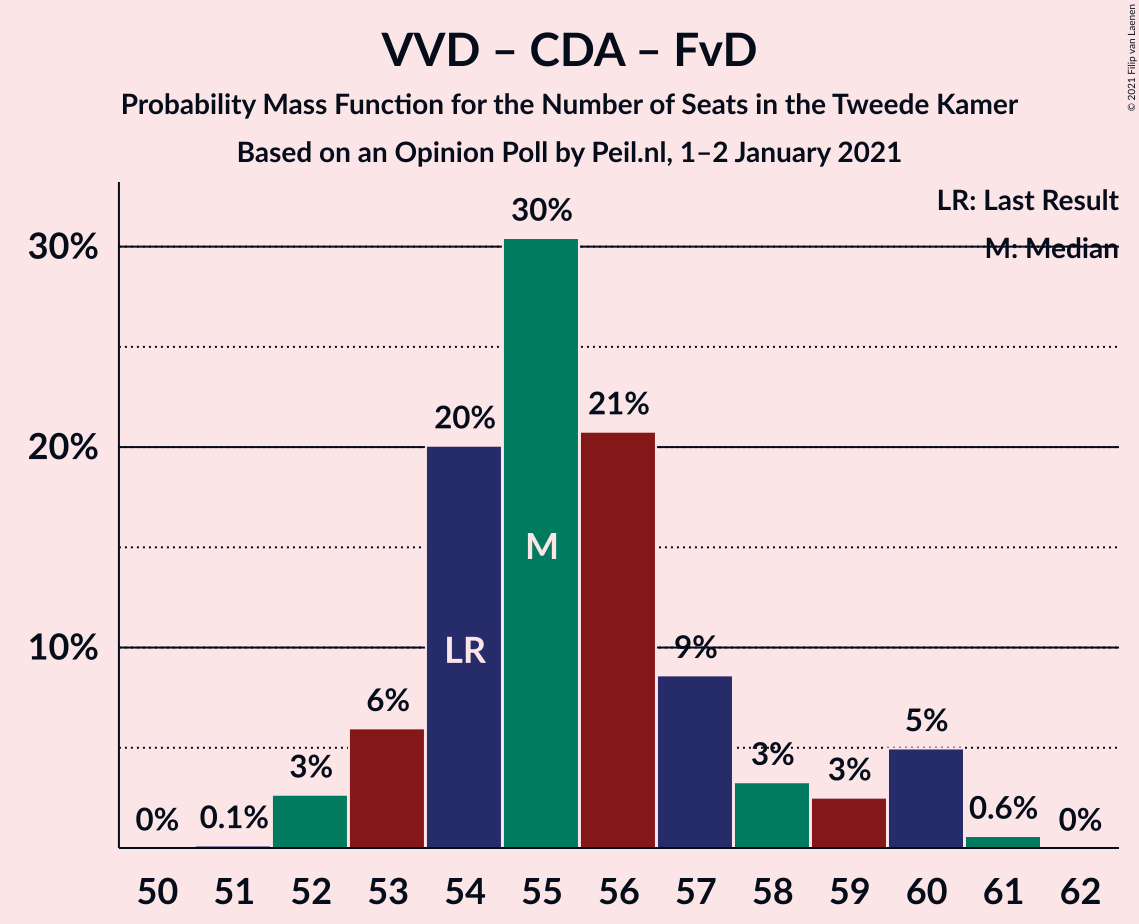 VVD – CDA – FvD
Probability Mass Function for the Number of Seats in the Tweede Kamer
Based on an Opinion Poll by Peil.nl, 1–2 January 2021
© 2021 Filip van Laenen
LR: Last Result
M: Median
30%
20%
10%
0%
0.1%
3%
6%
20%
30%
21%
9%
3%
3%
5%
0.6%
0%
LR
M
50 51 52 53 54 55 56 57 58 59 60 61 62